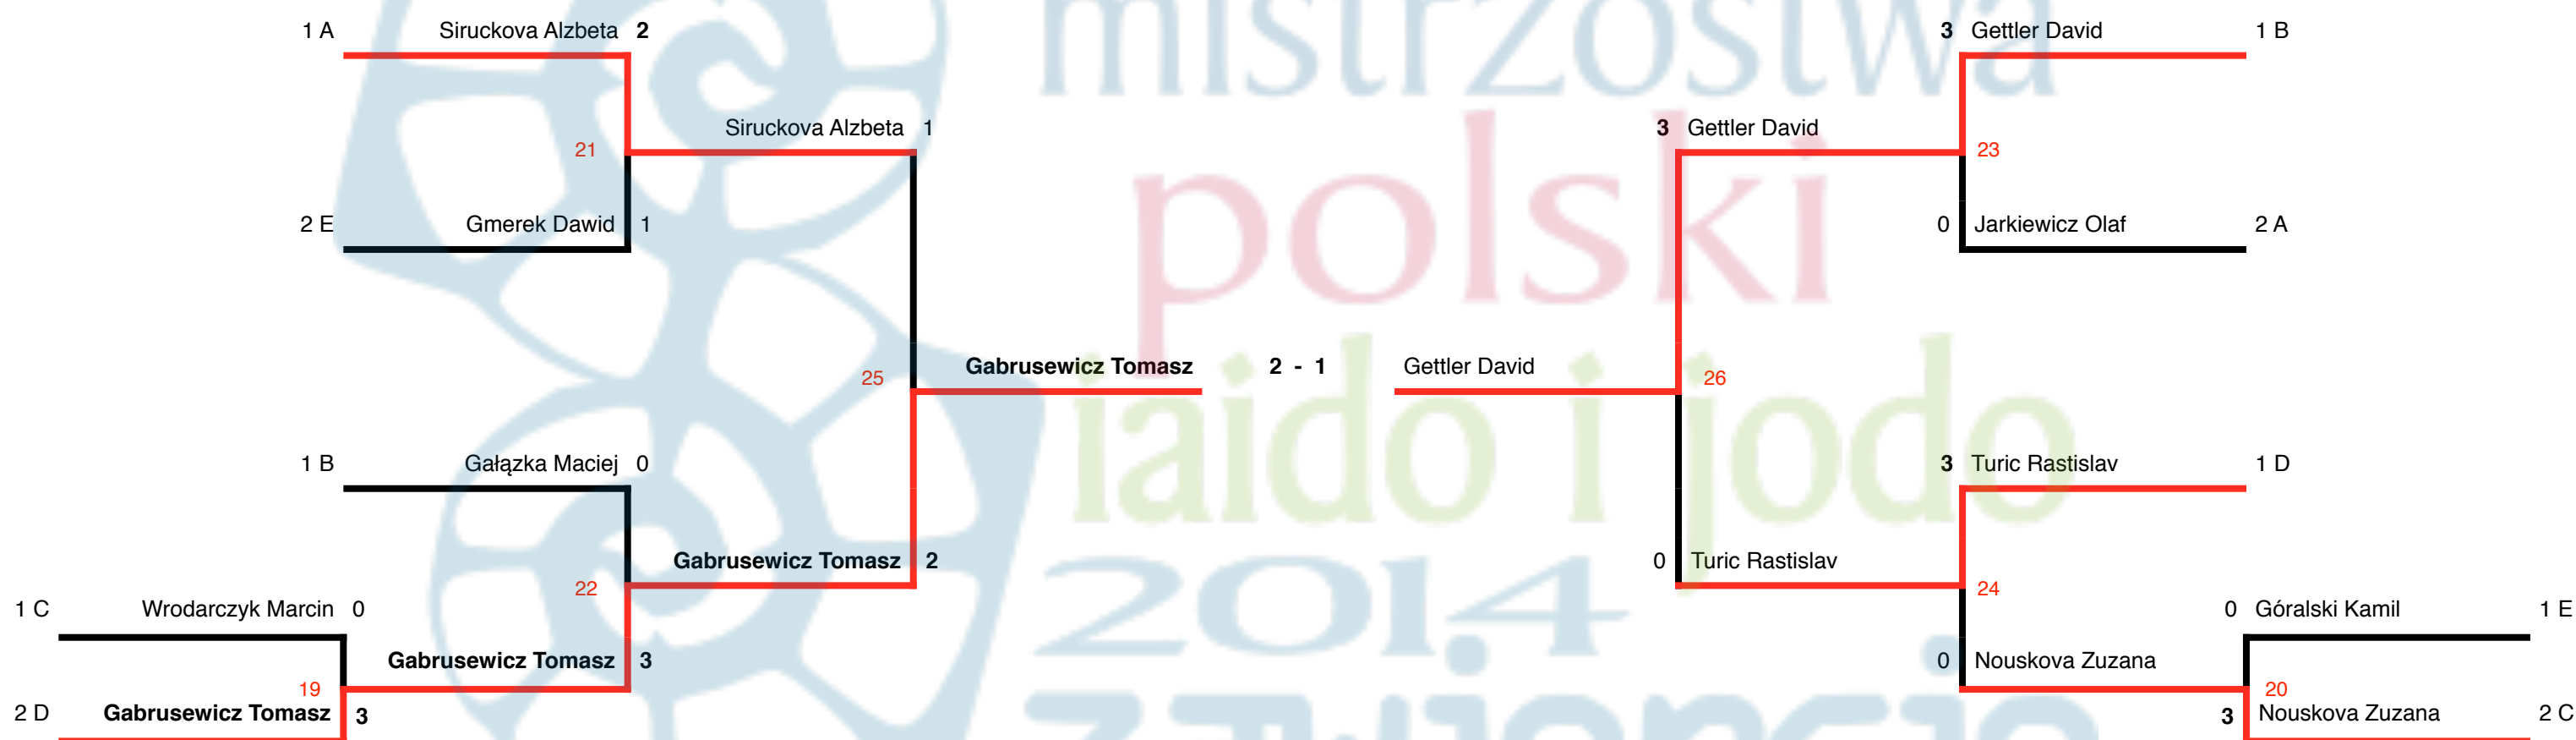 1 A Siruckova Alzbeta 2 3 Gettler David 1 B
mistrzostwa
Siruckova Alzbeta 1 3 Gettler David
21 23
polski
2 E Gmerek Dawid 1 0 Jarkiewicz Olaf 2 A
Gabrusewicz Tomasz 2 - 1 Gettler David
25 26
iaido i jodo
1 B Gałązka Maciej 0 3 Turic Rastislav 1 D
Gabrusewicz Tomasz 2 0 Turic Rastislav
22 24
2014
1 C Wrodarczyk Marcin 0 0 Góralski Kamil 1 E
Gabrusewicz Tomasz 3 0 Nouskova Zuzana
19 20
2 D Gabrusewicz Tomasz 3 3 Nouskova Zuzana 2 C